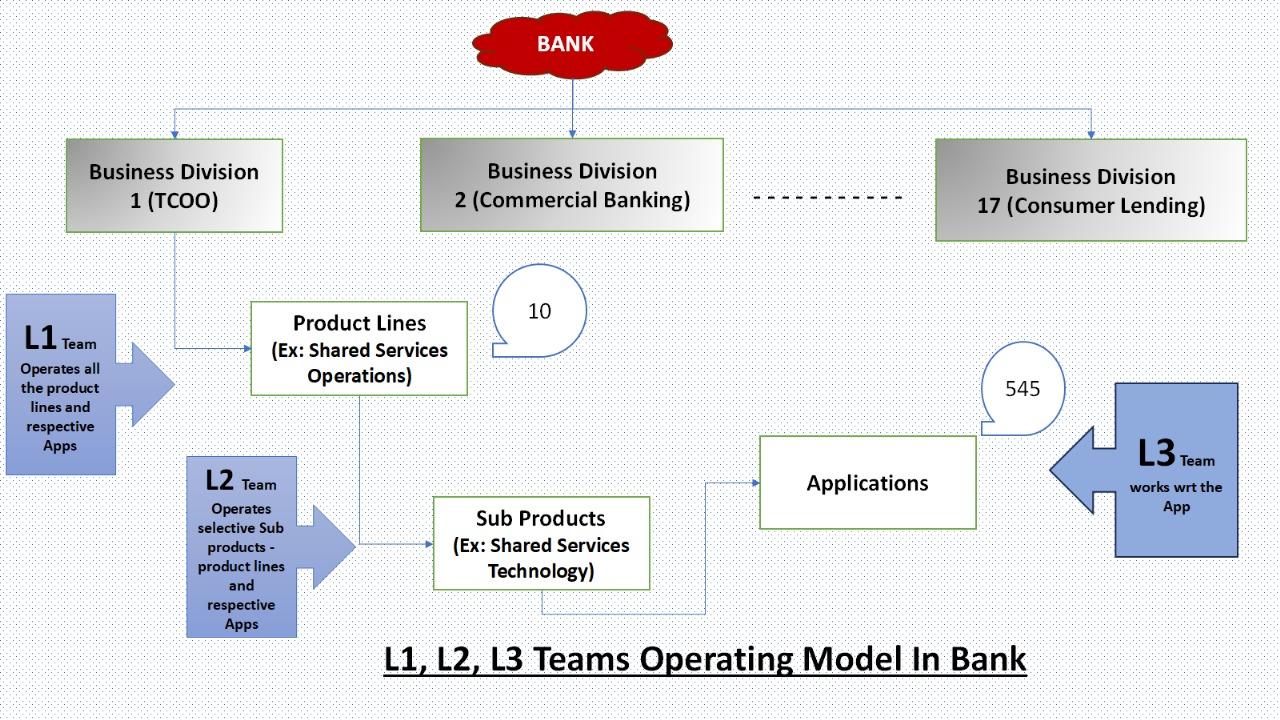 BANK
Business Division
1 (TCOO)
Business Division
2 (Commercial Banking)
Business Division
17 (Consumer Lending)
L1 Team
Operates all
the product
lines and
respective
Apps
Product Lines
(Ex: Shared Services
Operations)
10
545
L2 Team
Operates
selective Sub
products -
product lines
and
respective
Apps
Sub Products
(Ex: Shared Services
Technology)
Applications
L3 Team
works wrt the
App
L1, L2, L3 Teams Operating Model In Bank